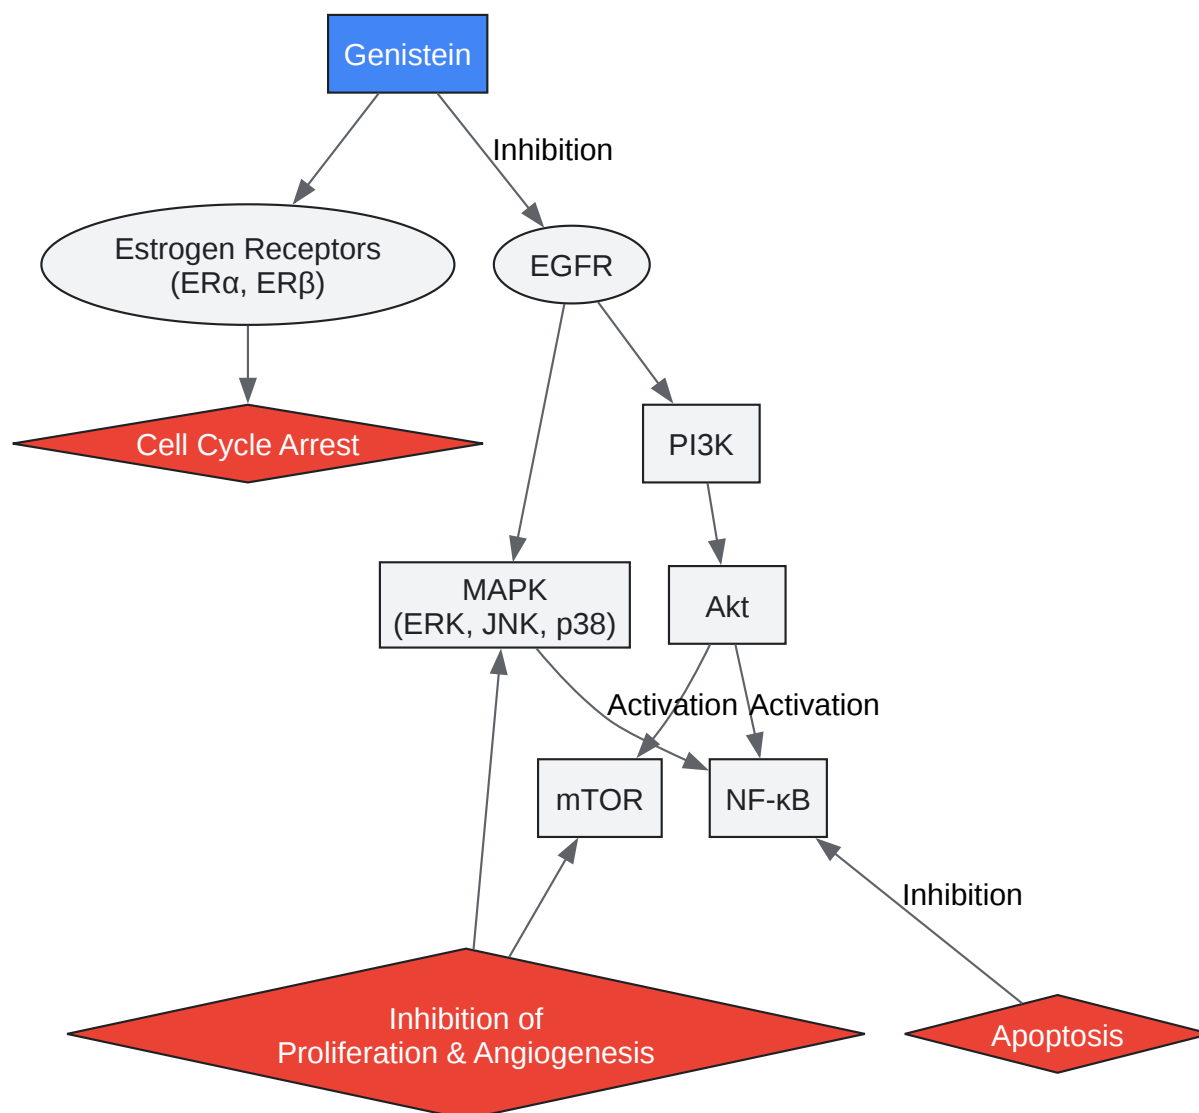 Genistein
Inhibition
Estrogen Receptors
(ERα, ERβ)
EGFR
Cell Cycle Arrest
PI3K
MAPK
(ERK, JNK, p38)
Akt
Activation
Activation
mTOR
NF-κB
Inhibition
Inhibition of
Proliferation & Angiogenesis
Apoptosis